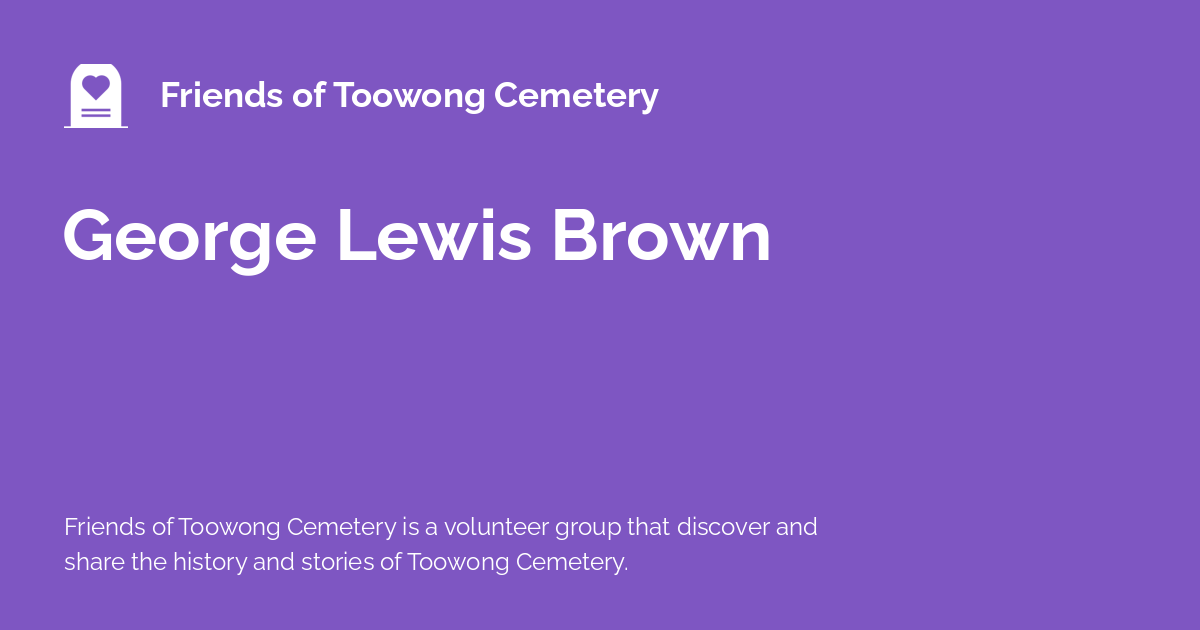 Friends of Toowong Cemetery
George Lewis Brown
Friends of Toowong Cemetery is a volunteer group that discover and
share the history and stories of Toowong Cemetery.